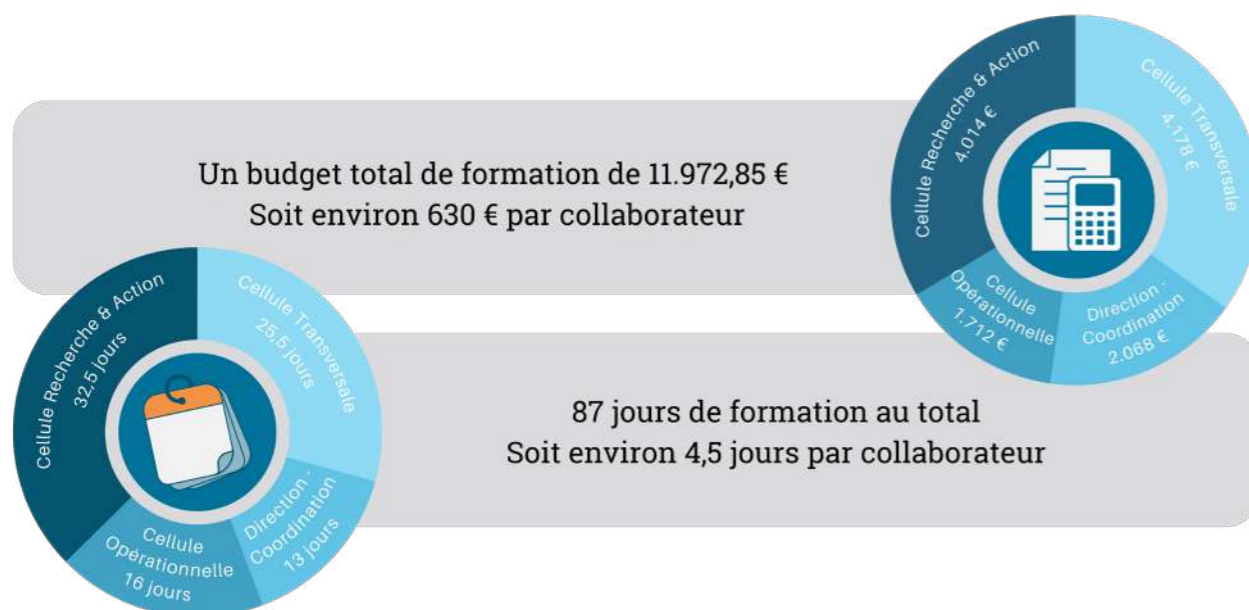 Cellule Recherche & Action
4.014 €
Cellule Transversale
4.178 €
Un budget total de formation de 11.972,85 €
Soit environ 630 € par collaborateur
Cellule
Opérationnelle
1.712 €
Direction -
Coordination
2.068 €
Cellule Recherche & Action
32,5 jours
Cellule Transversale
25,5 jours
87 jours de formation au total
Soit environ 4,5 jours par collaborateur
Cellule
Opérationnelle
16 jours
Direction -
Coordination
13 jours